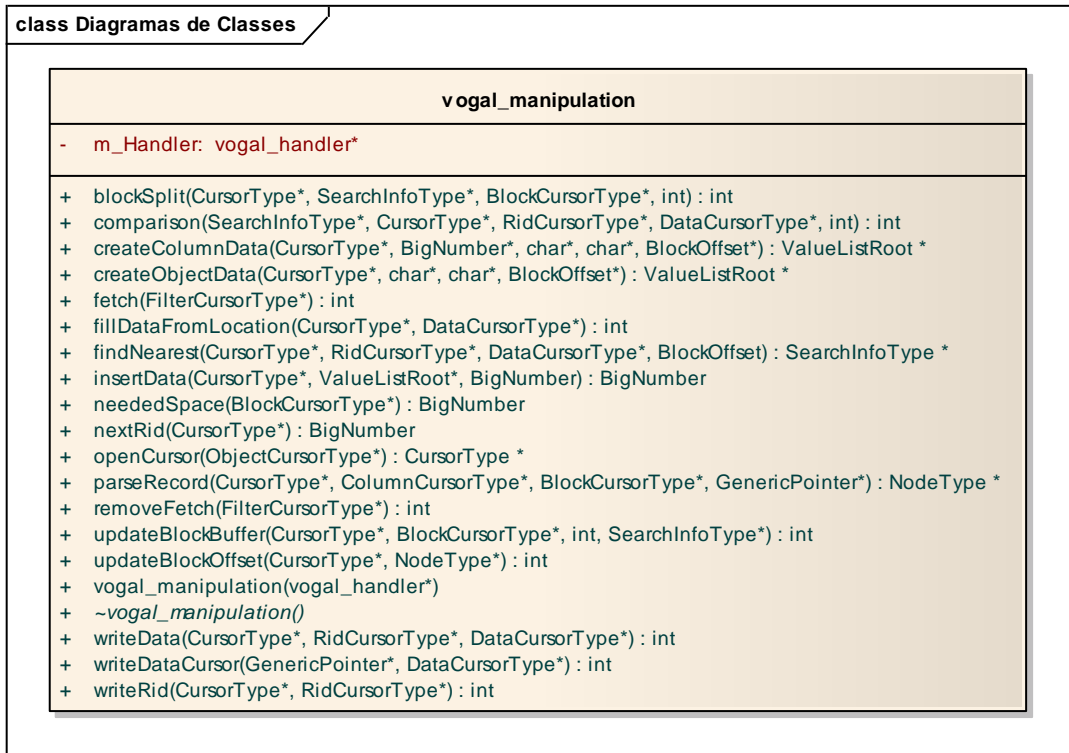 class Diagramas de Classes
vogal_manipulation
- m_Handler: vogal_handler*
+ blockSplit(CursorType*, SearchInfoType*, BlockCursorType*, int) : int
+ comparison(SearchInfoType*, CursorType*, RidCursorType*, DataCursorType*, int) : int
+ createColumnData(CursorType*, BigNumber*, char*, char*, BlockOffset*) : ValueListRoot *
+ createObjectData(CursorType*, char*, char*, BlockOffset*) : ValueListRoot *
+ fetch(FilterCursorType*) : int
+ fillDataFromLocation(CursorType*, DataCursorType*) : int
+ findNearest(CursorType*, RidCursorType*, DataCursorType*, BlockOffset) : SearchInfoType *
+ insertData(CursorType*, ValueListRoot*, BigNumber) : BigNumber
+ neededSpace(BlockCursorType*) : BigNumber
+ nextRid(CursorType*) : BigNumber
+ openCursor(ObjectCursorType*) : CursorType *
+ parseRecord(CursorType*, ColumnCursorType*, BlockCursorType*, GenericPointer*) : NodeType *
+ removeFetch(FilterCursorType*) : int
+ updateBlockBuffer(CursorType*, BlockCursorType*, int, SearchInfoType*) : int
+ updateBlockOffset(CursorType*, NodeType*) : int
+ vogal_manipulation(vogal_handler*)
+ ~vogal_manipulation()
+ writeData(CursorType*, RidCursorType*, DataCursorType*) : int
+ writeDataCursor(GenericPointer*, DataCursorType*) : int
+ writeRid(CursorType*, RidCursorType*) : int